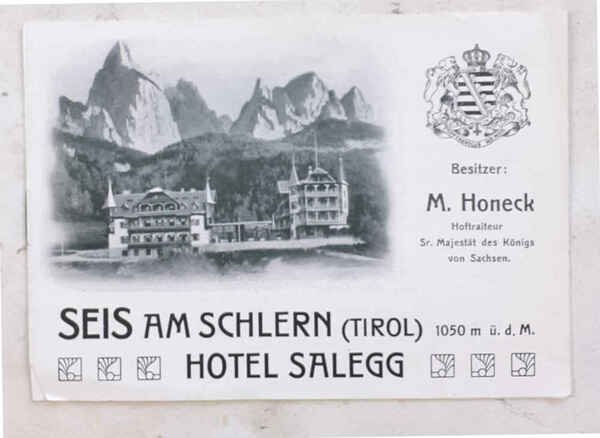 Besitzer:
M. Honeck
Hoftraiteur
Sr. Majestät des Königs
von Sachsen.
SEIS AM SCHLERN (TIROL) 1050 m ü. d. M.
HOTEL SALEGG